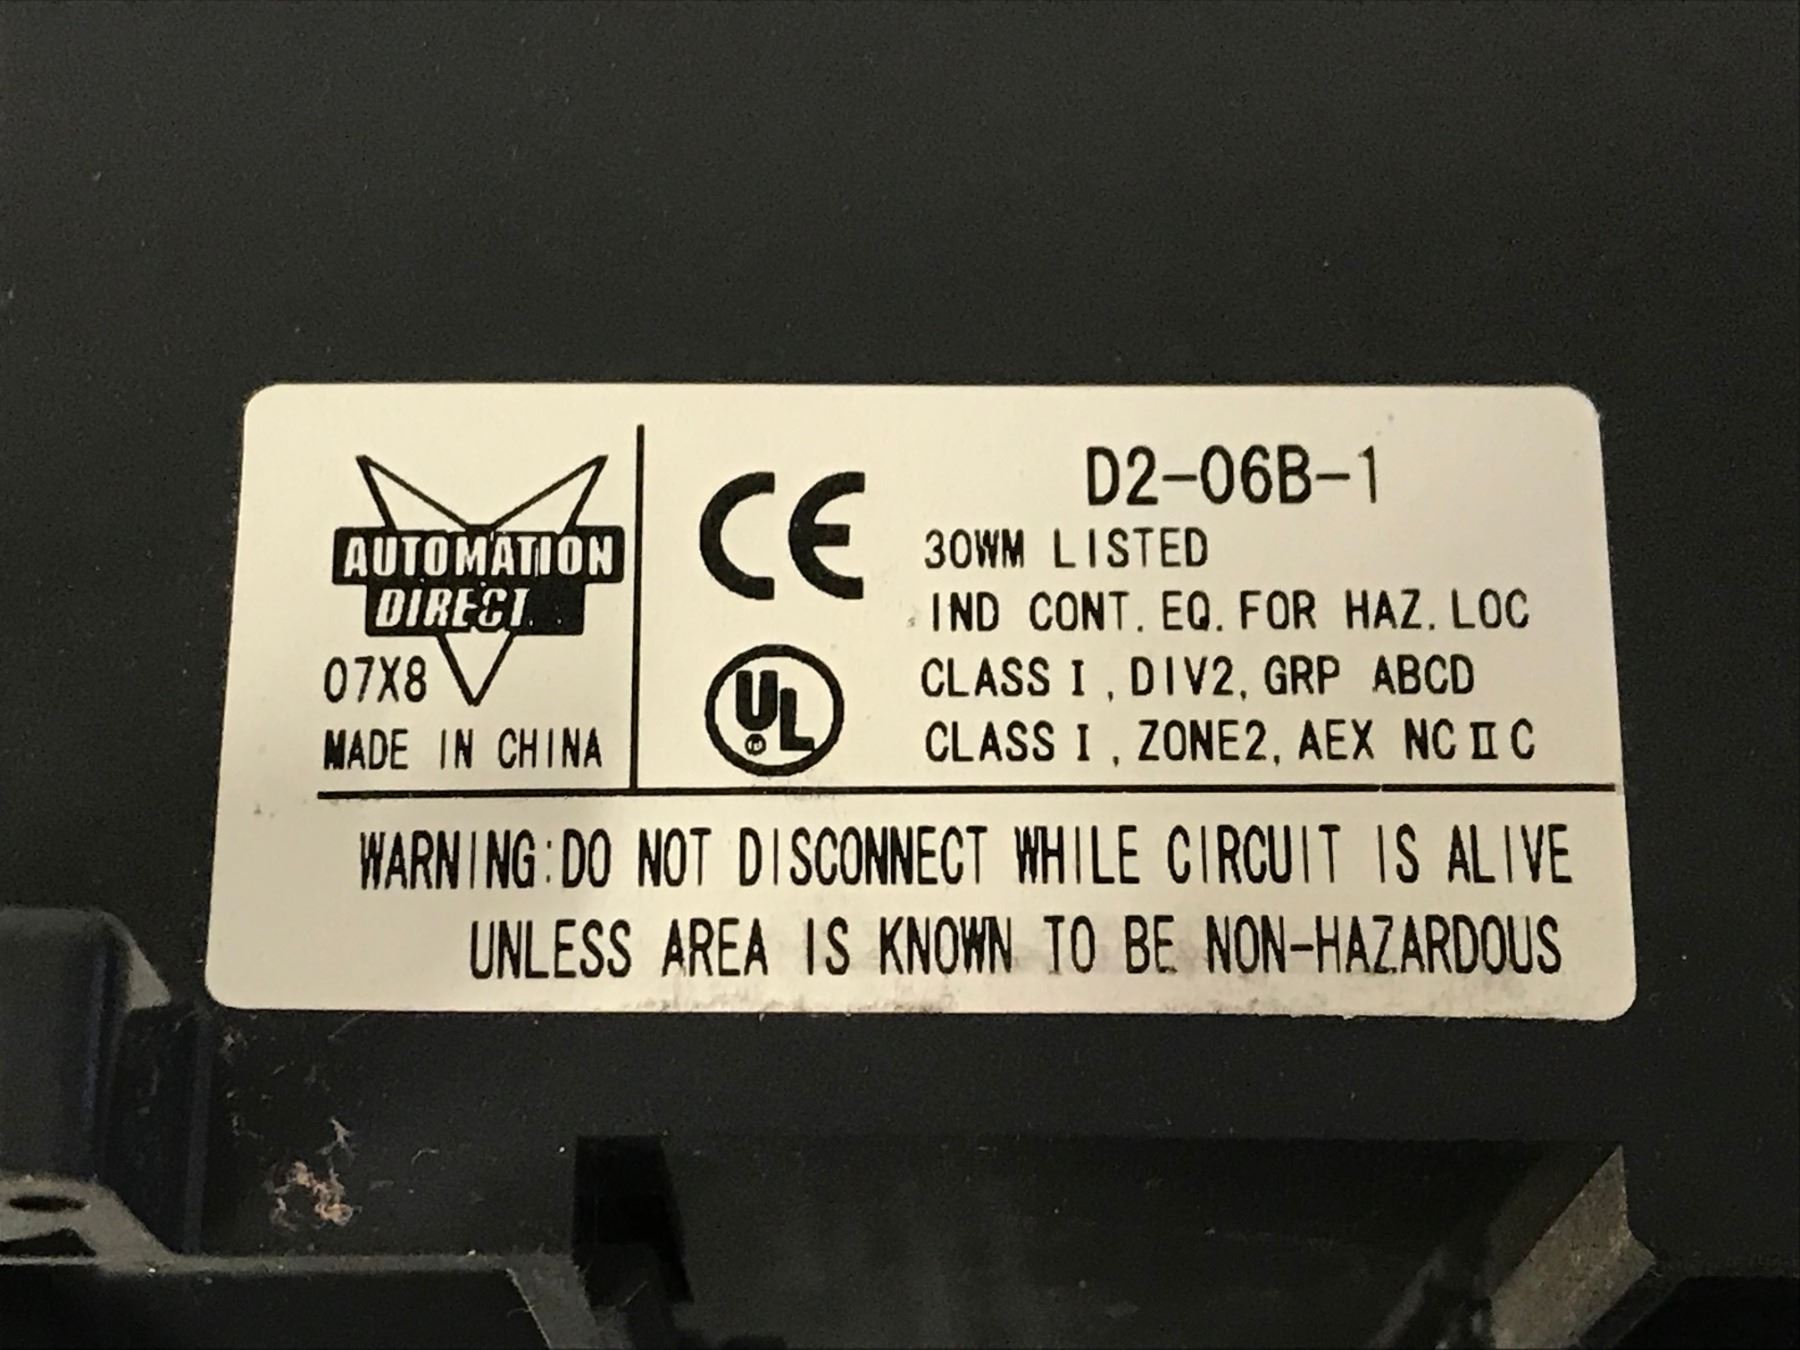 AUTOMATION
DIRECT
07X8
MADE IN CHINA
CE
UL
D2-06B-1
30WM LISTED
IND CONT. EQ. FOR HAZ. LOC
CLASS I, DIV2, GRP ABCD
CLASS I, ZONE2, AEX NC II C
WARNING:DO NOT DISCONNECT WHILE CIRCUIT IS ALIVE
UNLESS AREA IS KNOWN TO BE NON-HAZARDOUS